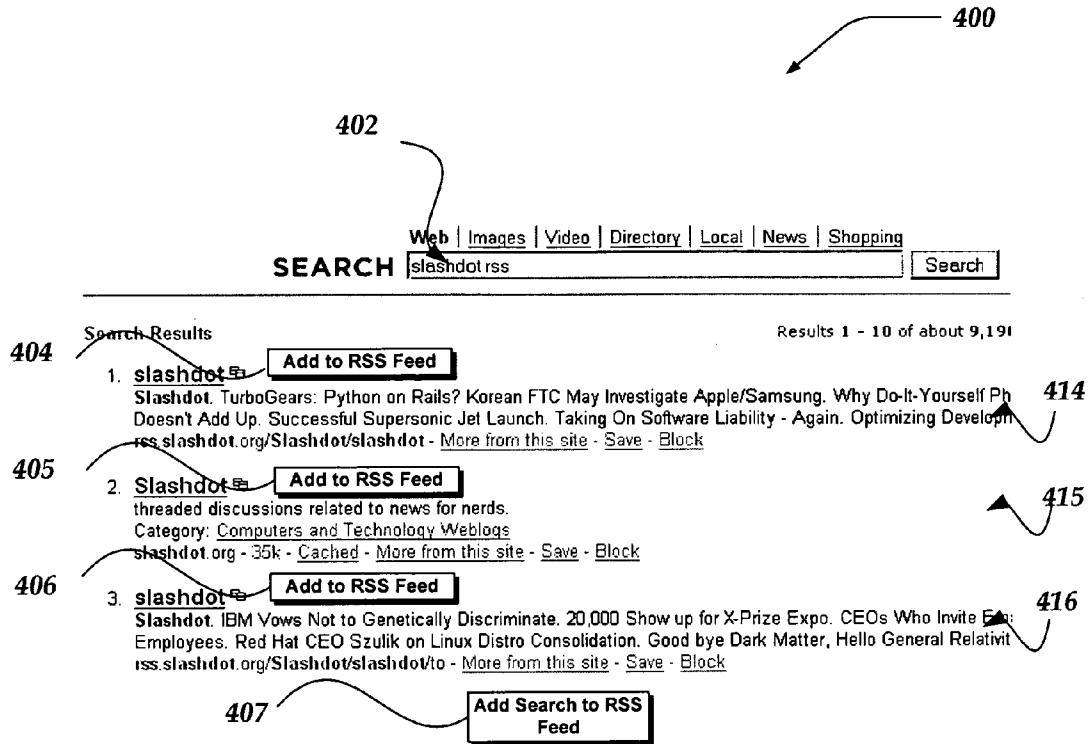 400
402
Web | Images | Video | Directory | Local | News | Shopping
SEARCH slashdot rss Search
Search Results Results 1 - 10 of about 9,191
404
1. slashdot Add to RSS Feed
Slashdot. TurboGears: Python on Rails? Korean FTC May Investigate Apple/Samsung. Why Do-It-Yourself Ph
414
Doesn't Add Up. Successful Supersonic Jet Launch. Taking On Software Liability - Again. Optimizing Developm
rss.slashdot.org/Slashdot/slashdot - More from this site - Save - Block
405
2. Slashdot Add to RSS Feed
415
threaded discussions related to news for nerds.
Category: Computers and Technology Weblogs
slashdot.org - 35k - Cached - More from this site - Save - Block
406
3. slashdot Add to RSS Feed
416
Slashdot. IBM Vows Not to Genetically Discriminate. 20,000 Show up for X-Prize Expo. CEOs Who Invite
Employees. Red Hat CEO Szulik on Linux Distro Consolidation. Good bye Dark Matter, Hello General Relativit
rss.slashdot.org/Slashdot/slashdot/to - More from this site - Save - Block
407
Add Search to RSS
Feed